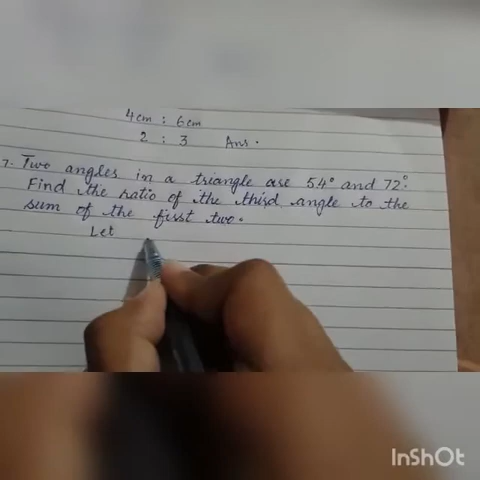 4cm : 6cm
2 : 3 Ans.
7. Two angles in a triangle are 54° and 72°.
Find the ratio of the third angle to the
sum of the first two.
Let
InShOt